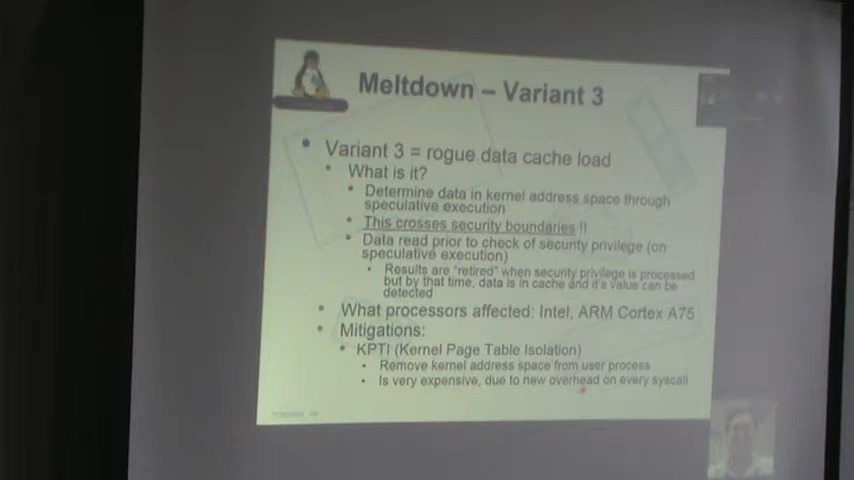 Meltdown – Variant 3
Variant 3 = rogue data cache load
What is it?
Determine data in kernel address space through
speculative execution
This crosses security boundaries !!
Data read prior to check of security privilege (on
speculative execution)
Results are "retired" when security privilege is processed
but by that time, data is in cache and it's value can be
detected
What processors affected: Intel, ARM Cortex A75
Mitigations:
KPTI (Kernel Page Table Isolation)
Remove kernel address space from user process
Is very expensive, due to new overhead on every syscall